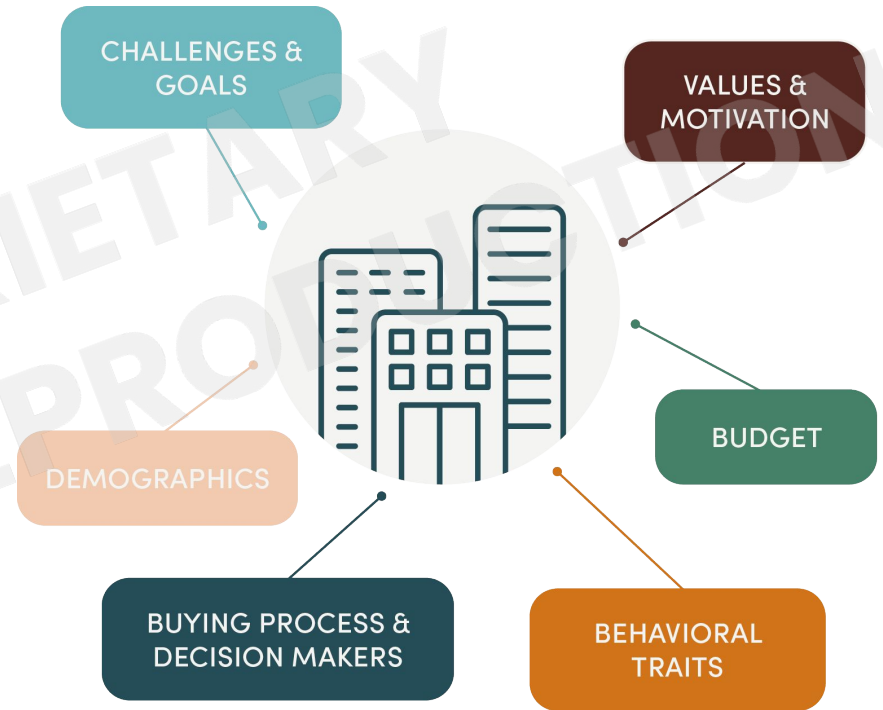 CHALLENGES &
GOALS
VALUES &
MOTIVATION
DEMOGRAPHICS
BUDGET
BUYING PROCESS &
DECISION MAKERS
BEHAVIORAL
TRAITS